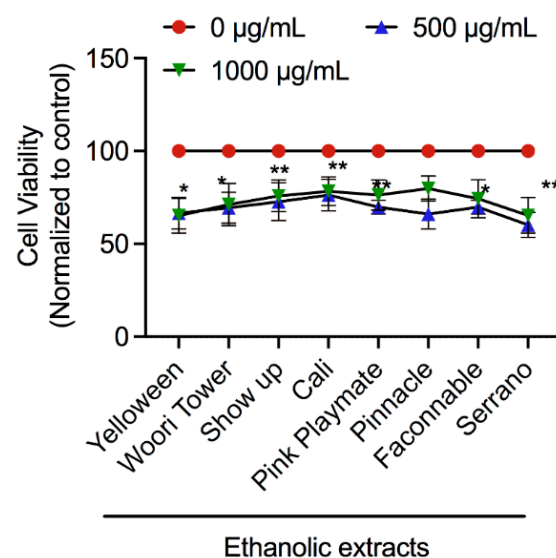 0 µg/mL
500 µg/mL
1000 µg/mL
150
100
50
0
Cell Viability
(Normalized to control)
*
*
**
**
**
*
**
Yelloween
Woori Tower
Show up
Cali
Pink Playmate
Pinnacle
Faconnable
Serrano
Ethanolic extracts